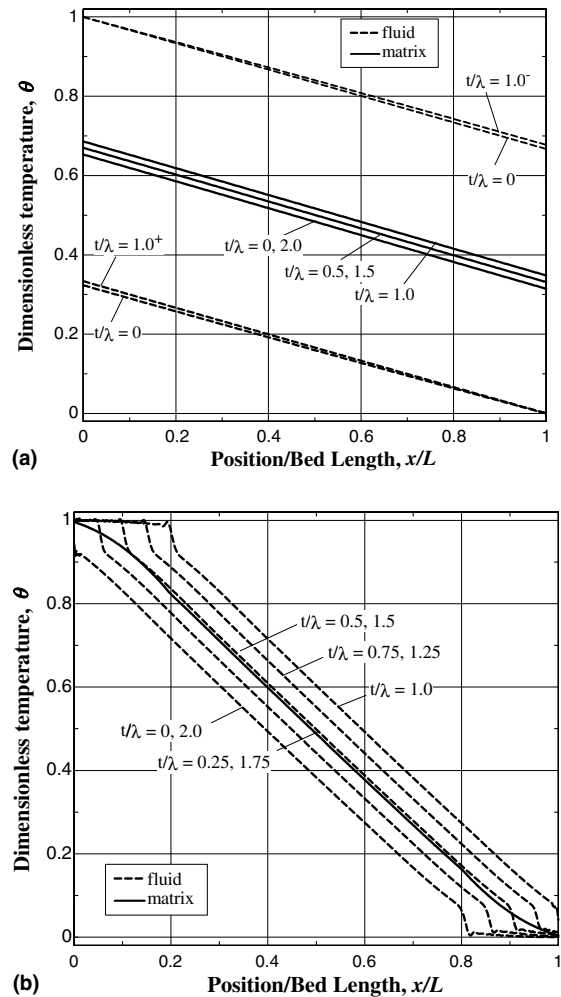 fluid
matrix
Dimensionless temperature, θ
1
0.8
0.6
0.4
0.2
0
t/λ = 1.0⁻
t/λ = 0
t/λ = 0, 2.0
t/λ = 0.5, 1.5
t/λ = 1.0
t/λ = 1.0⁺
t/λ = 0
0 0.2 0.4 0.6 0.8 1
(a) Position/Bed Length, x/L
Dimensionless temperature, θ
1
0.8
0.6
0.4
0.2
0
t/λ = 0.5, 1.5
t/λ = 0.75, 1.25
t/λ = 1.0
t/λ = 0, 2.0
t/λ = 0.25, 1.75
fluid
matrix
0 0.2 0.4 0.6 0.8 1
(b) Position/Bed Length, x/L